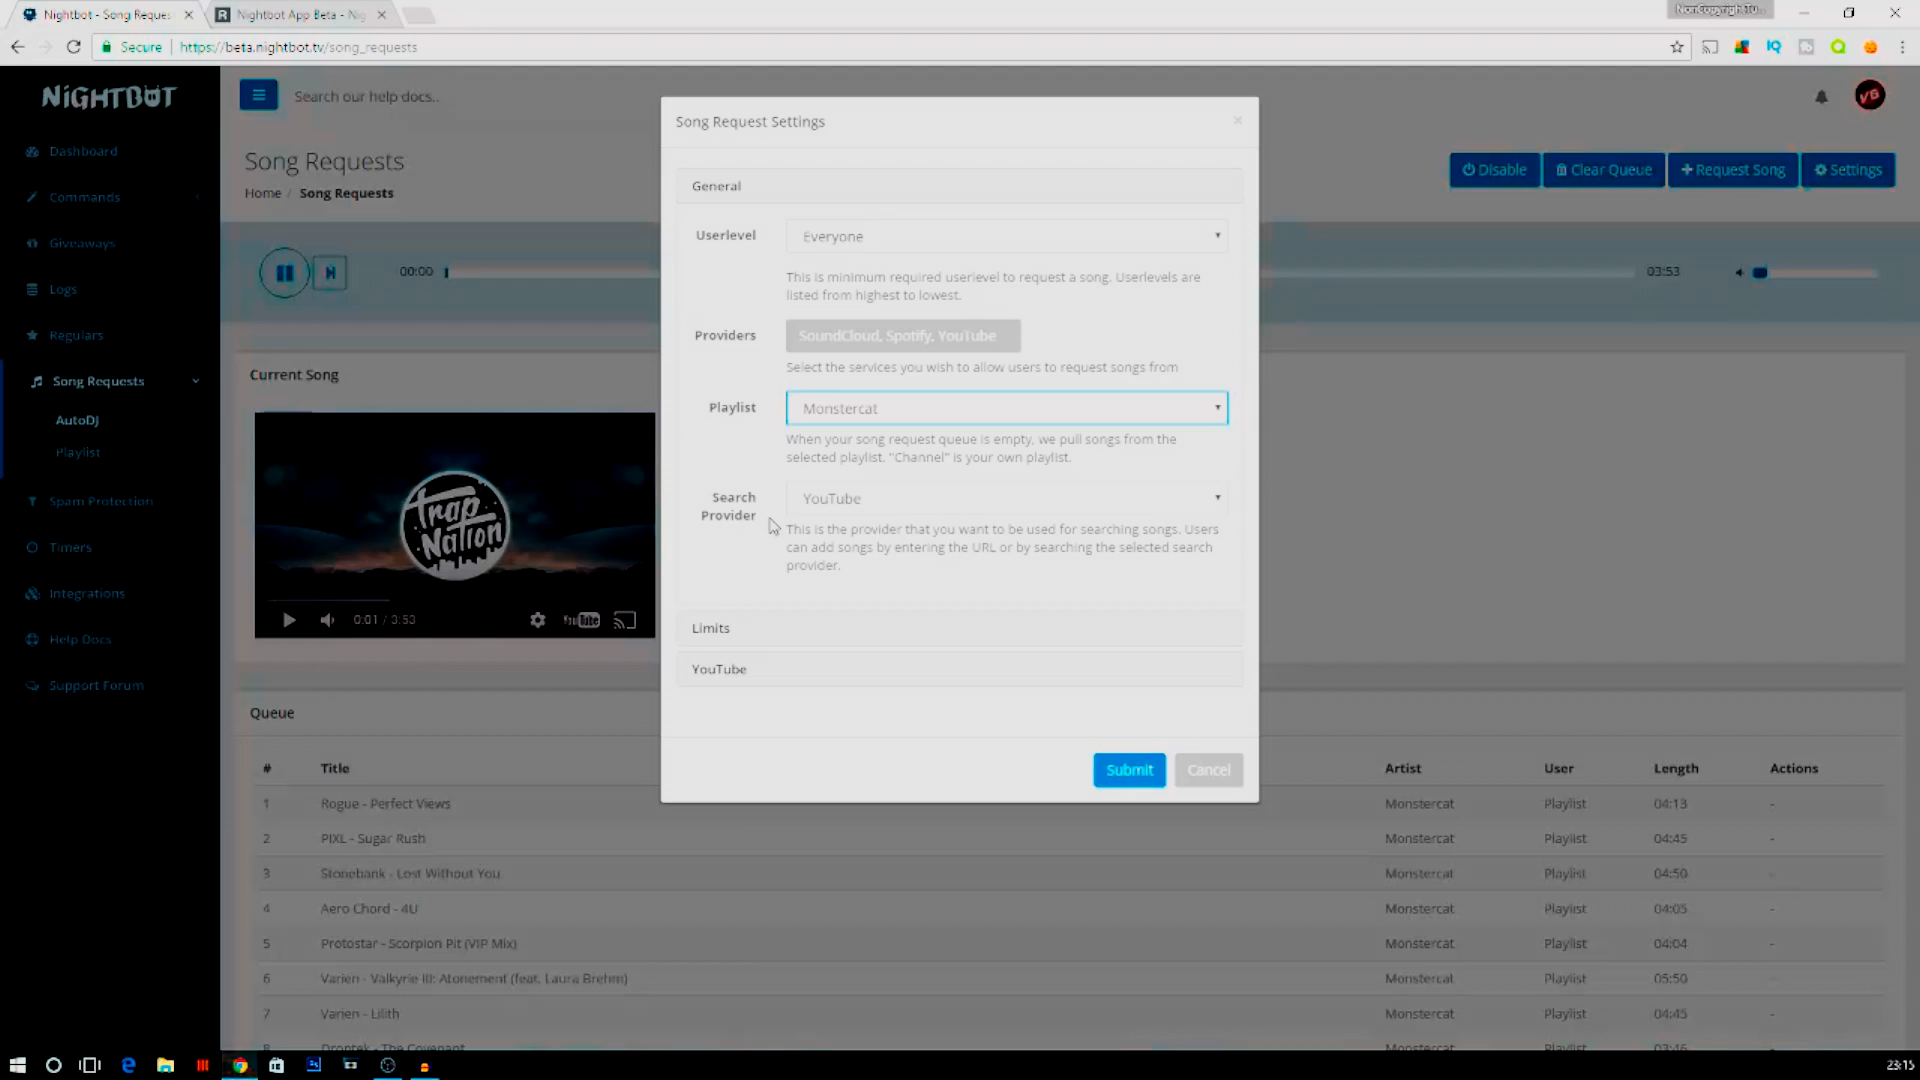 Nightbot - Song Reques
Nightbot App Beta - Nig
Secure
https://beta.nightbot.tv/song_requests
NiGHTBOT
Search our help docs..
Dashboard
Commands
Giveaways
Logs
Regulars
Song Requests
AutoDJ
Playlist
Spam Protection
Timers
Integrations
Help Docs
Support Forum
Song Requests
Home / Song Requests
Disable
Clear Queue
Request Song
Settings
00:00
03:53
Current Song
Trap
Nation
0:01 / 3:53
YouTube
Song Request Settings
General
Userlevel
Everyone
This is minimum required userlevel to request a song. Userlevels are
listed from highest to lowest.
Providers
SoundCloud, Spotify, YouTube
Select the services you wish to allow users to request songs from
Playlist
Monstercat
When your song request queue is empty, we pull songs from the
selected playlist. "Channel" is your own playlist.
Search
Provider
YouTube
This is the provider that you want to be used for searching songs. Users
can add songs by entering the URL or by searching the selected search
provider.
Limits
YouTube
Submit
Cancel
Queue
# Title Artist User Length Actions
1 Rogue - Perfect Views Monstercat Playlist 04:13 -
2 PIXL - Sugar Rush Monstercat Playlist 04:45 -
3 Stonebank - Lost Without You Monstercat Playlist 04:50 -
4 Aero Chord - 4U Monstercat Playlist 04:05 -
5 Protostar - Scorpion Pit (VIP Mix) Monstercat Playlist 04:04 -
6 Varien - Valkyrie III: Atonement (feat. Laura Brehm) Monstercat Playlist 05:50 -
7 Varien - Lilith Monstercat Playlist 04:45 -
8 Droptek - The Covenant Monstercat Playlist 03:46 -
23:15